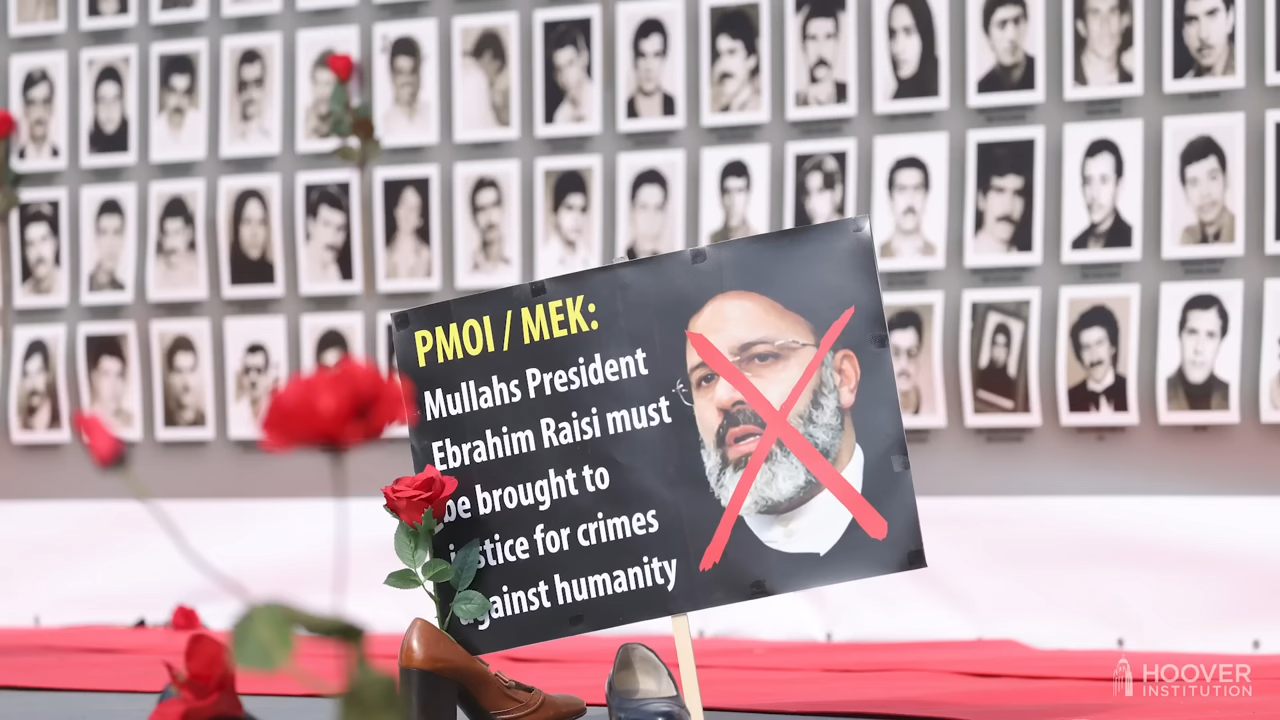 PMOI / MEK:
Mullahs President
Ebrahim Raisi must
be brought to
justice for crimes
against humanity
HOOVER
INSTITUTION